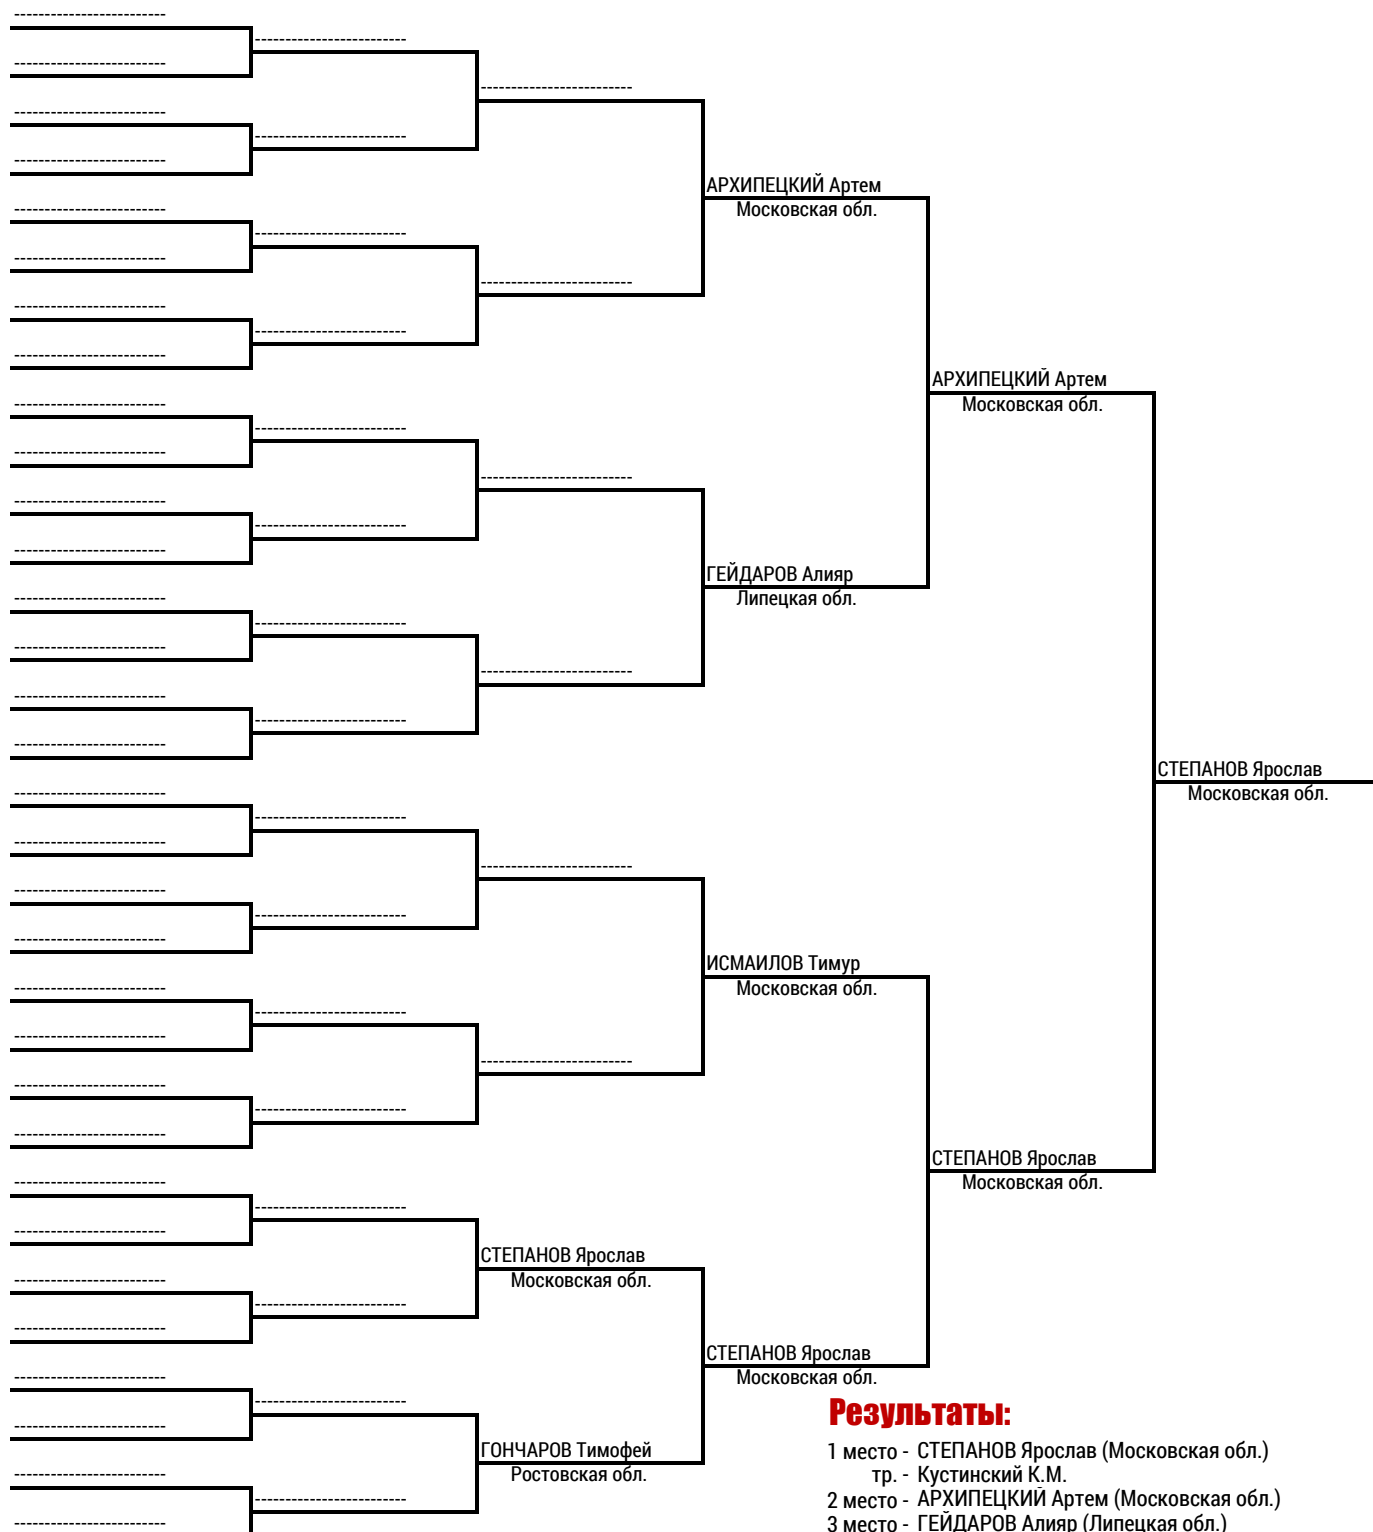 АРХИПЕЦКИЙ Артем
Московская обл.
АРХИПЕЦКИЙ Артем
Московская обл.
ГЕЙДАРОВ Алияр
Липецкая обл.
СТЕПАНОВ Ярослав
Московская обл.
ИСМАИЛОВ Тимур
Московская обл.
СТЕПАНОВ Ярослав
Московская обл.
СТЕПАНОВ Ярослав
Московская обл.
СТЕПАНОВ Ярослав
Московская обл.
ГОНЧАРОВ Тимофей
Ростовская обл.
Результаты:
1 место - СТЕПАНОВ Ярослав (Московская обл.)
тр. - Кустинский К.М.
2 место - АРХИПЕЦКИЙ Артем (Московская обл.)
3 место - ГЕЙДАРОВ Алияр (Липецкая обл.)